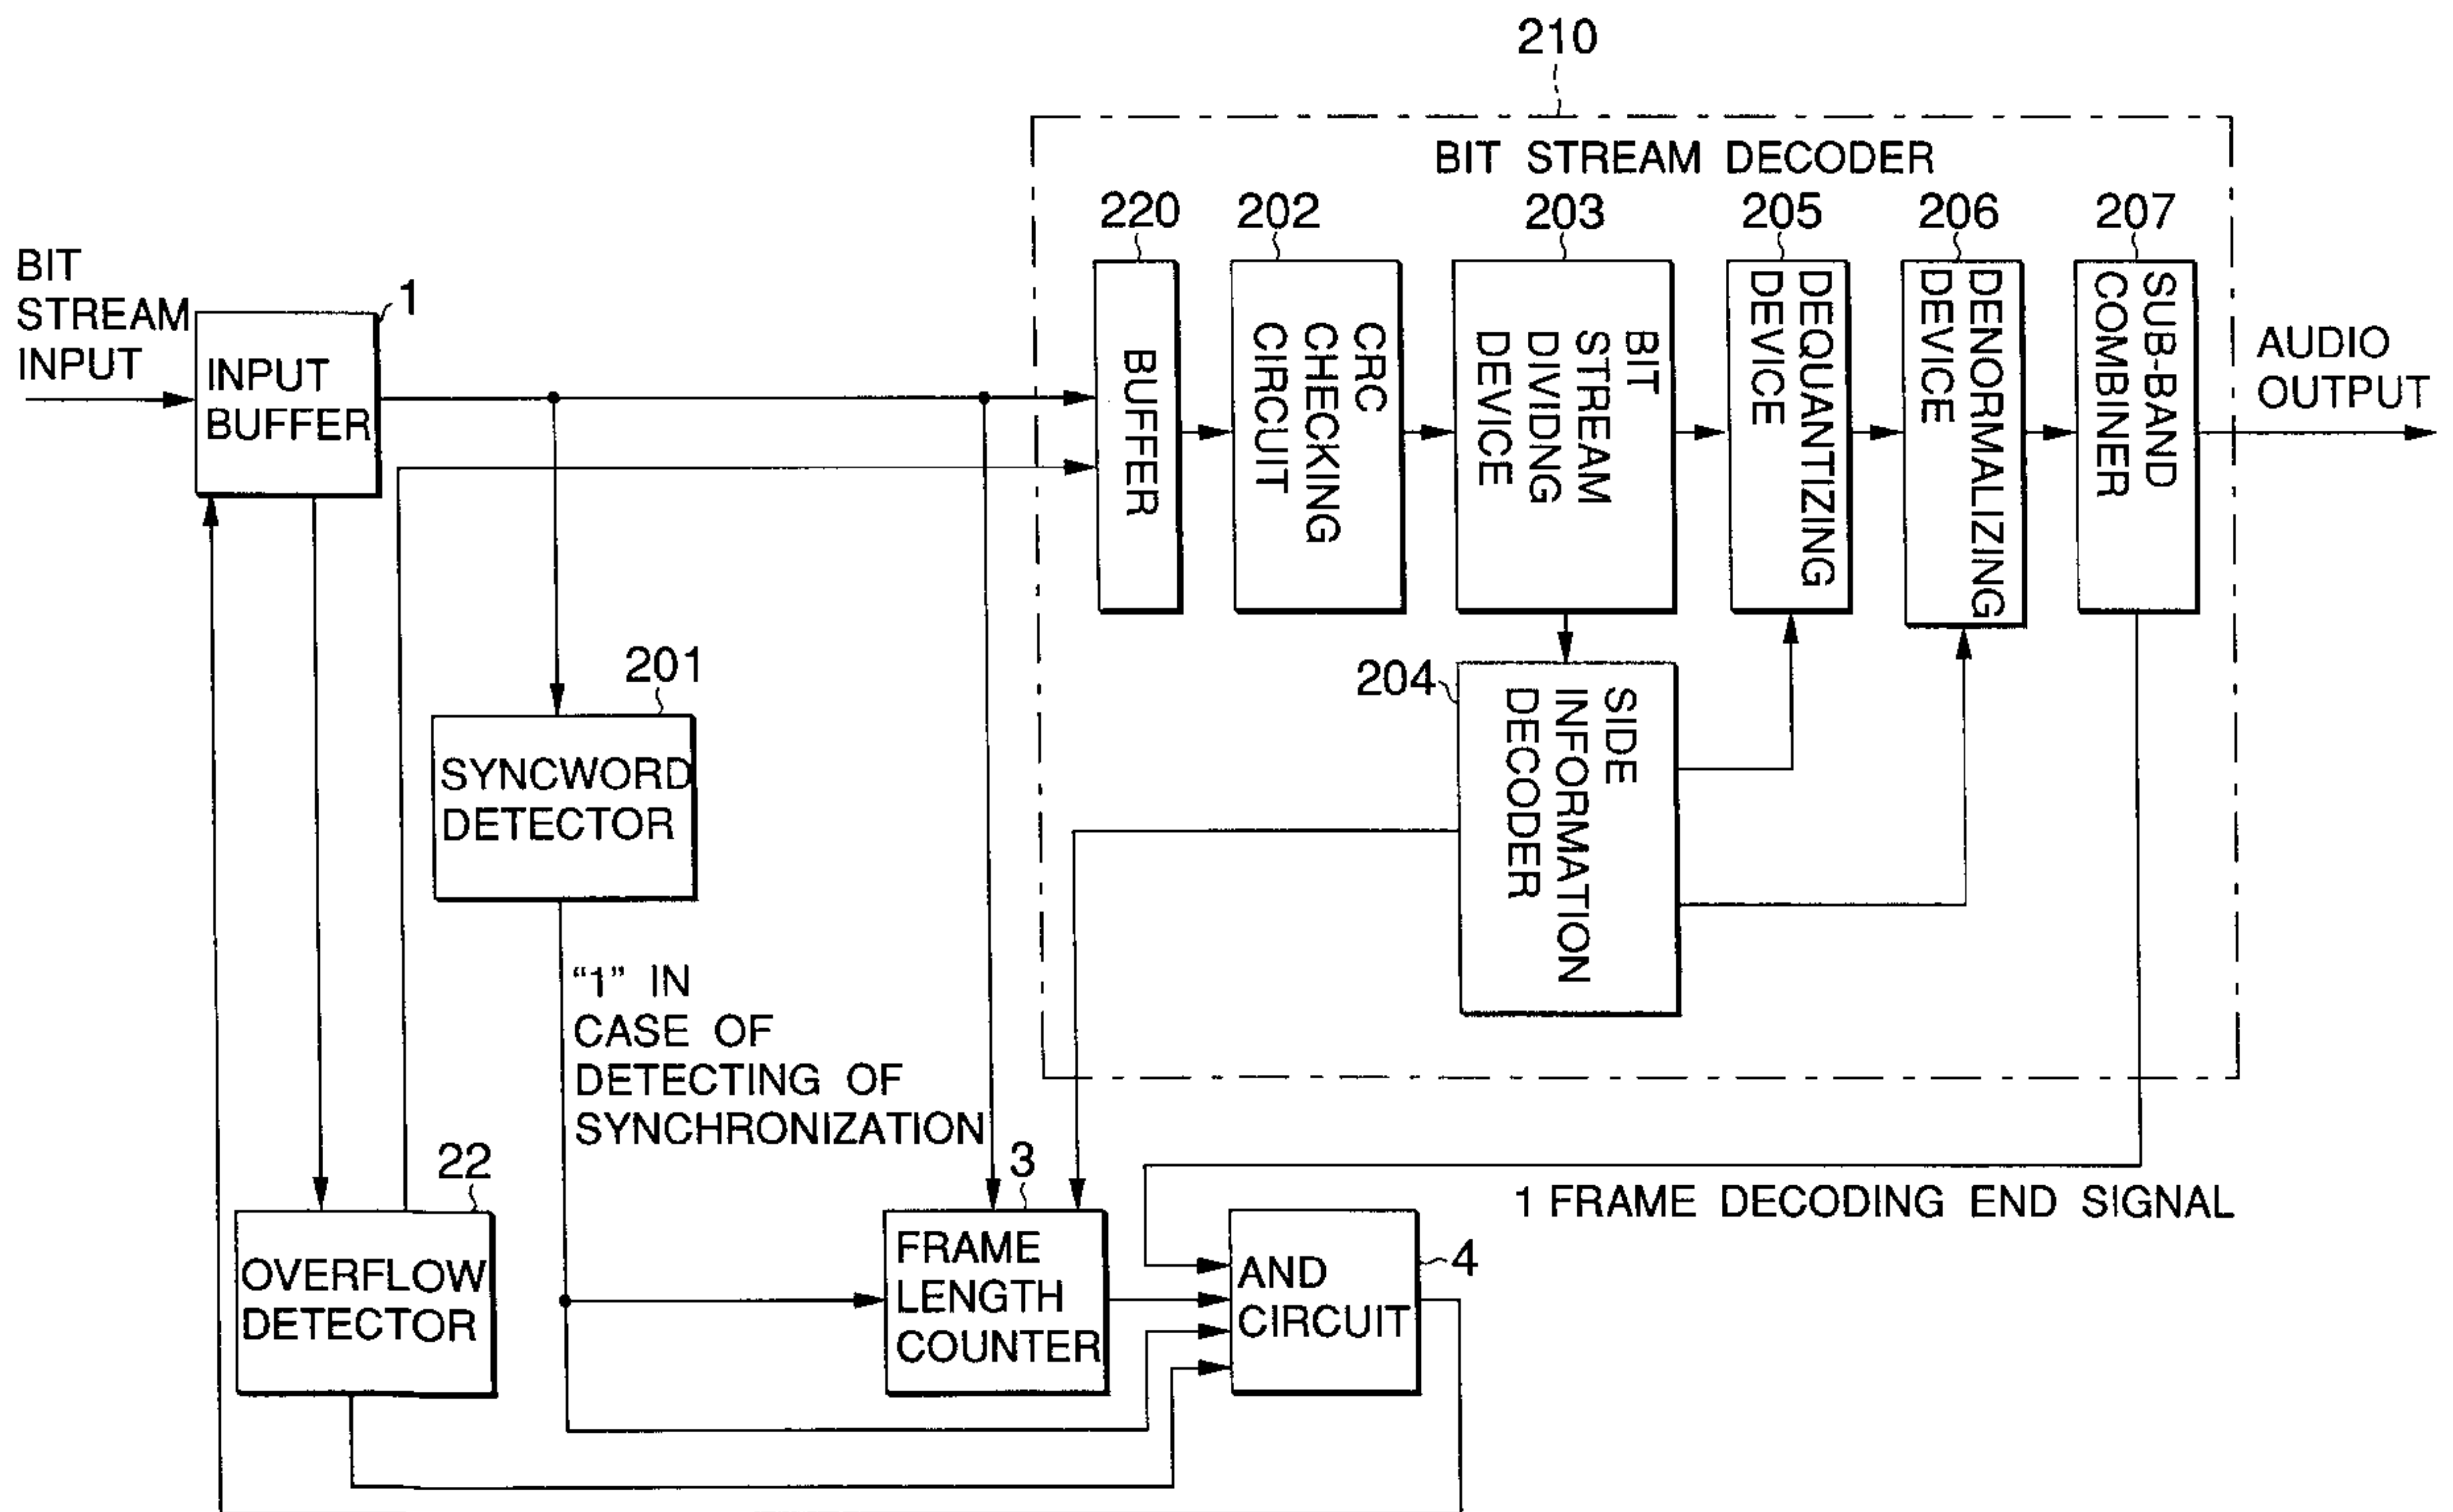 210
BIT STREAM DECODER
220
202
203
205
206
207
BIT
STREAM
INPUT
1
INPUT
BUFFER
BUFFER
CRC
CHECKING
CIRCUIT
BIT
STREAM
DIVIDNG
DEVICE
DEQUANTIZING
DEVICE
DENORMALIZING
DEVICE
SUB-BAND
COMBINER
AUDIO
OUTPUT
201
SYNCWORD
DETECTOR
204
SIDE
INFORMATION
DECODER
“1” IN
CASE OF
DETECTING OF
SYNCHRONIZATION
22
OVERFLOW
DETECTOR
3
FRAME
LENGTH
COUNTER
1 FRAME DECODING END SIGNAL
4
AND
CIRCUIT